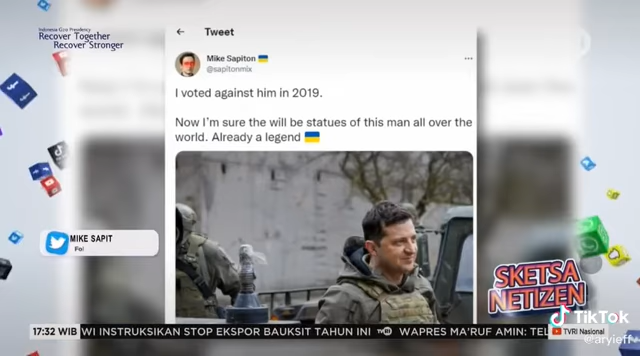 Indonesia G20 Presidency
Recover Together
Recover Stronger
← Tweet
Mike Sapiton 🇺🇦
@sapitonmix
I voted against him in 2019.
Now I'm sure the will be statues of this man all over the
world. Already a legend 🇺🇦
MIKE SAPIT
Fol
SKETSA
NETIZEN
TikTok
@aryieff
17:32 WIB WI INSTRUKSIKAN STOP EKSPOR BAUKSIT TAHUN INI WAPRES MA'RUF AMIN: TEL
TVRI Nasional